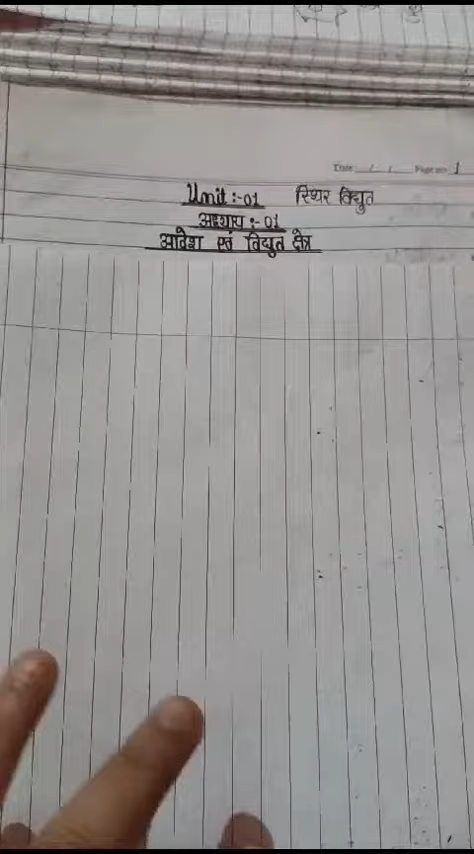 Date / / Page no. 1
Unit :-01 स्थिर विद्युत
अध्याय :-01
आवेश एवं विद्युत क्षेत्र